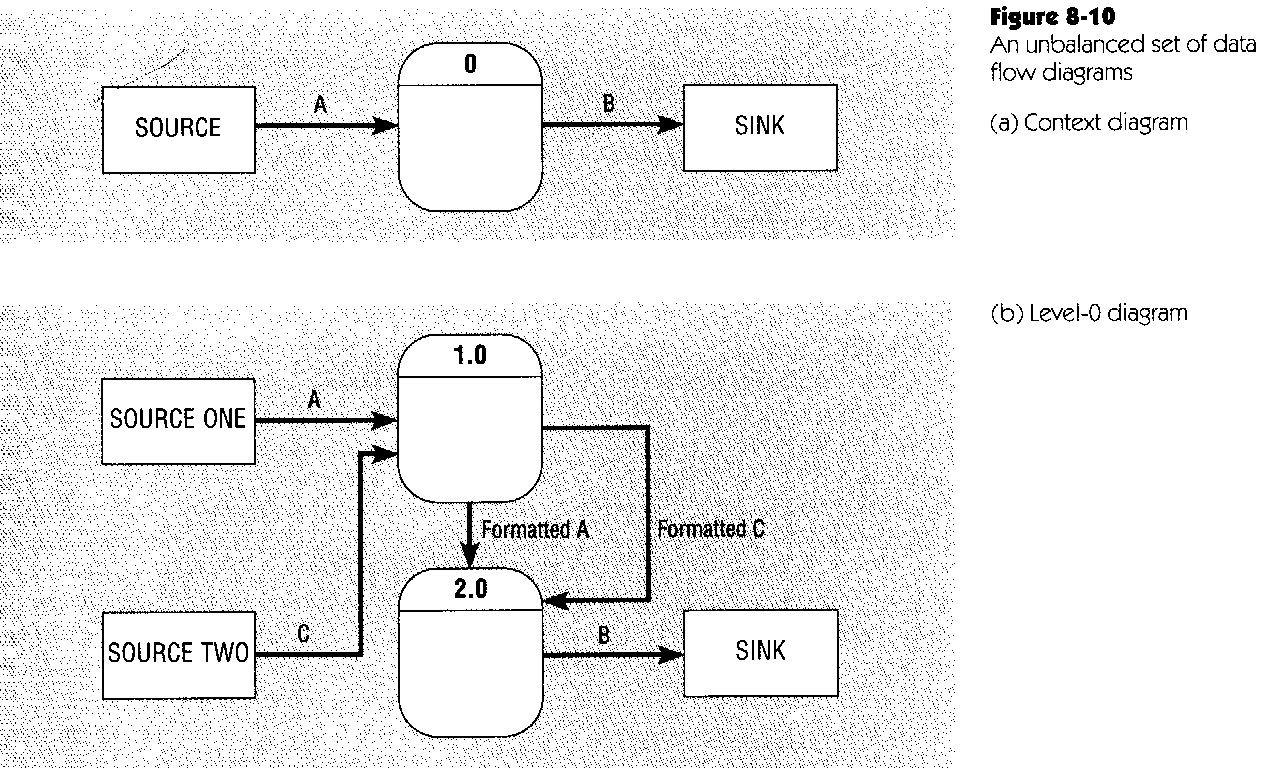 Figure 8-10
An unbalanced set of data
flow diagrams
(a) Context diagram
0
SOURCE
A
B
SINK
(b) Level-0 diagram
1.0
SOURCE ONE
A
Formatted A
Formatted C
2.0
SOURCE TWO
C
B
SINK